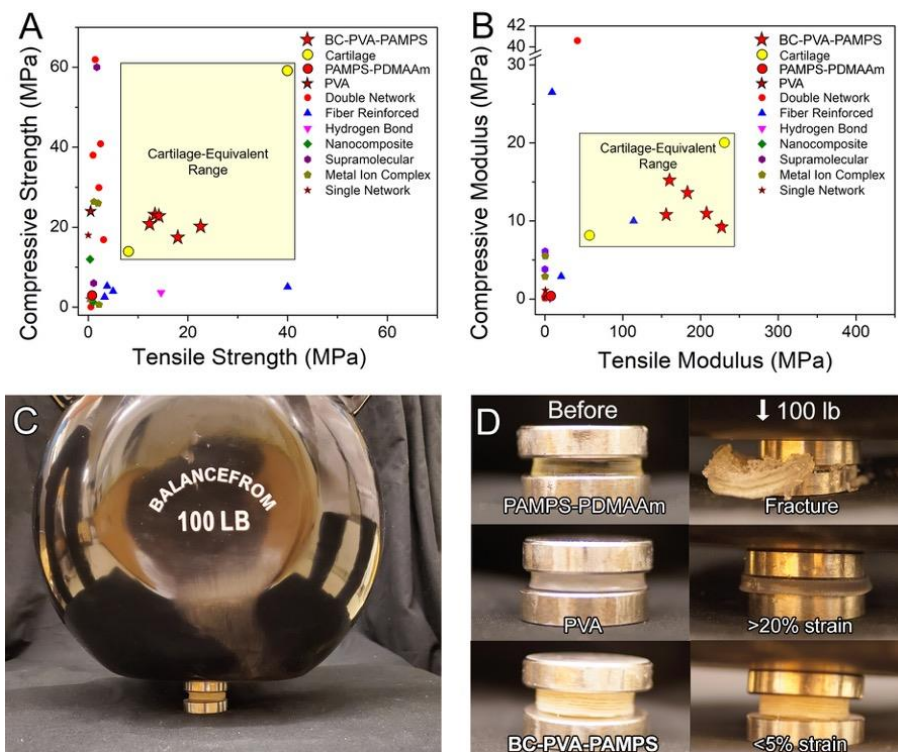 A
Compressive Strength (MPa)
60
40
20
0
0
20
40
60
Tensile Strength (MPa)
Cartilage-Equivalent
Range
BC-PVA-PAMPS
Cartilage
PAMPS-PDMAAm
PVA
Double Network
Fiber Reinforced
Hydrogen Bond
Nanocomposite
Supramolecular
Metal Ion Complex
Single Network
B
Compressive Modulus (MPa)
42
40
30
20
10
0
0
100
200
300
400
Tensile Modulus (MPa)
Cartilage-Equivalent
Range
BC-PVA-PAMPS
Cartilage
PAMPS-PDMAAm
PVA
Double Network
Fiber Reinforced
Hydrogen Bond
Nanocomposite
Supramolecular
Metal Ion Complex
Single Network
C
BALANCEFROM
100 LB
D
Before
↓ 100 lb
PAMPS-PDMAAm
Fracture
PVA
>20% strain
BC-PVA-PAMPS
<5% strain